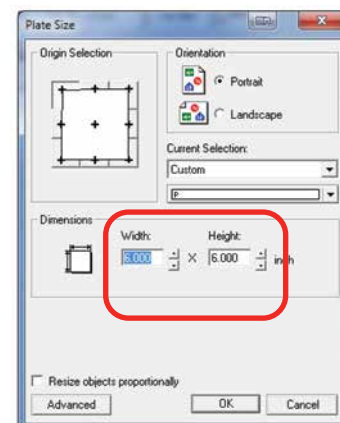 Plate Size
Origin Selection
Orientation
Portrait
Landscape
Current Selection:
Custom
P
Dimensions
Width:
Height:
6.000 X 6.000 inch
Resize objects proportionally
Advanced
OK
Cancel